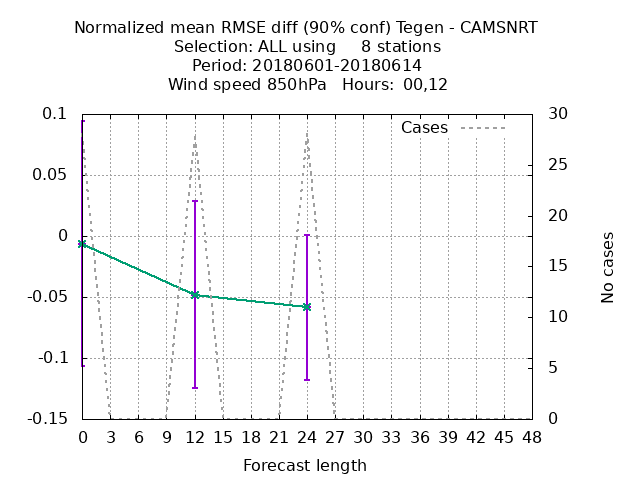 Normalized mean RMSE diff (90% conf) Tegen - CAMSNRT
Selection: ALL using     8 stations
Period: 20180601-20180614
Wind speed 850hPa   Hours:  00,12
Cases
0.1
0.05
0
-0.05
-0.1
-0.15
30
25
20
15
10
5
0
No cases
0 3 6 9 12 15 18 21 24 27 30 33 36 39 42 45 48
Forecast length